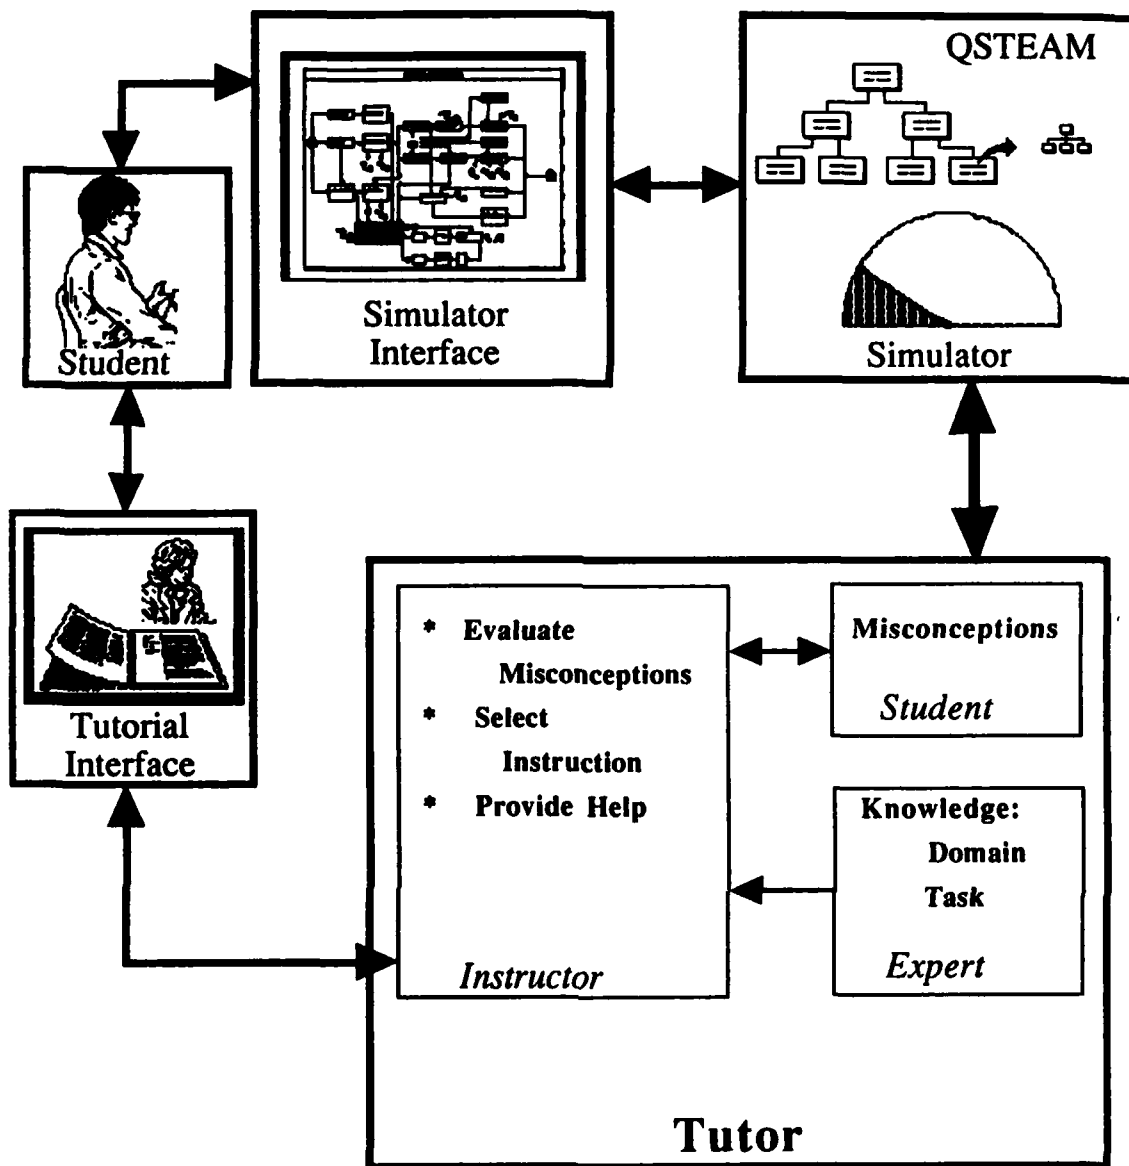 QSTEAM
Simulator
Interface
Simulator
Student
Tutorial
Interface
* Evaluate
Misconceptions
* Select
Instruction
* Provide Help
Instructor
Misconceptions
Student
Knowledge:
Domain
Task
Expert
Tutor